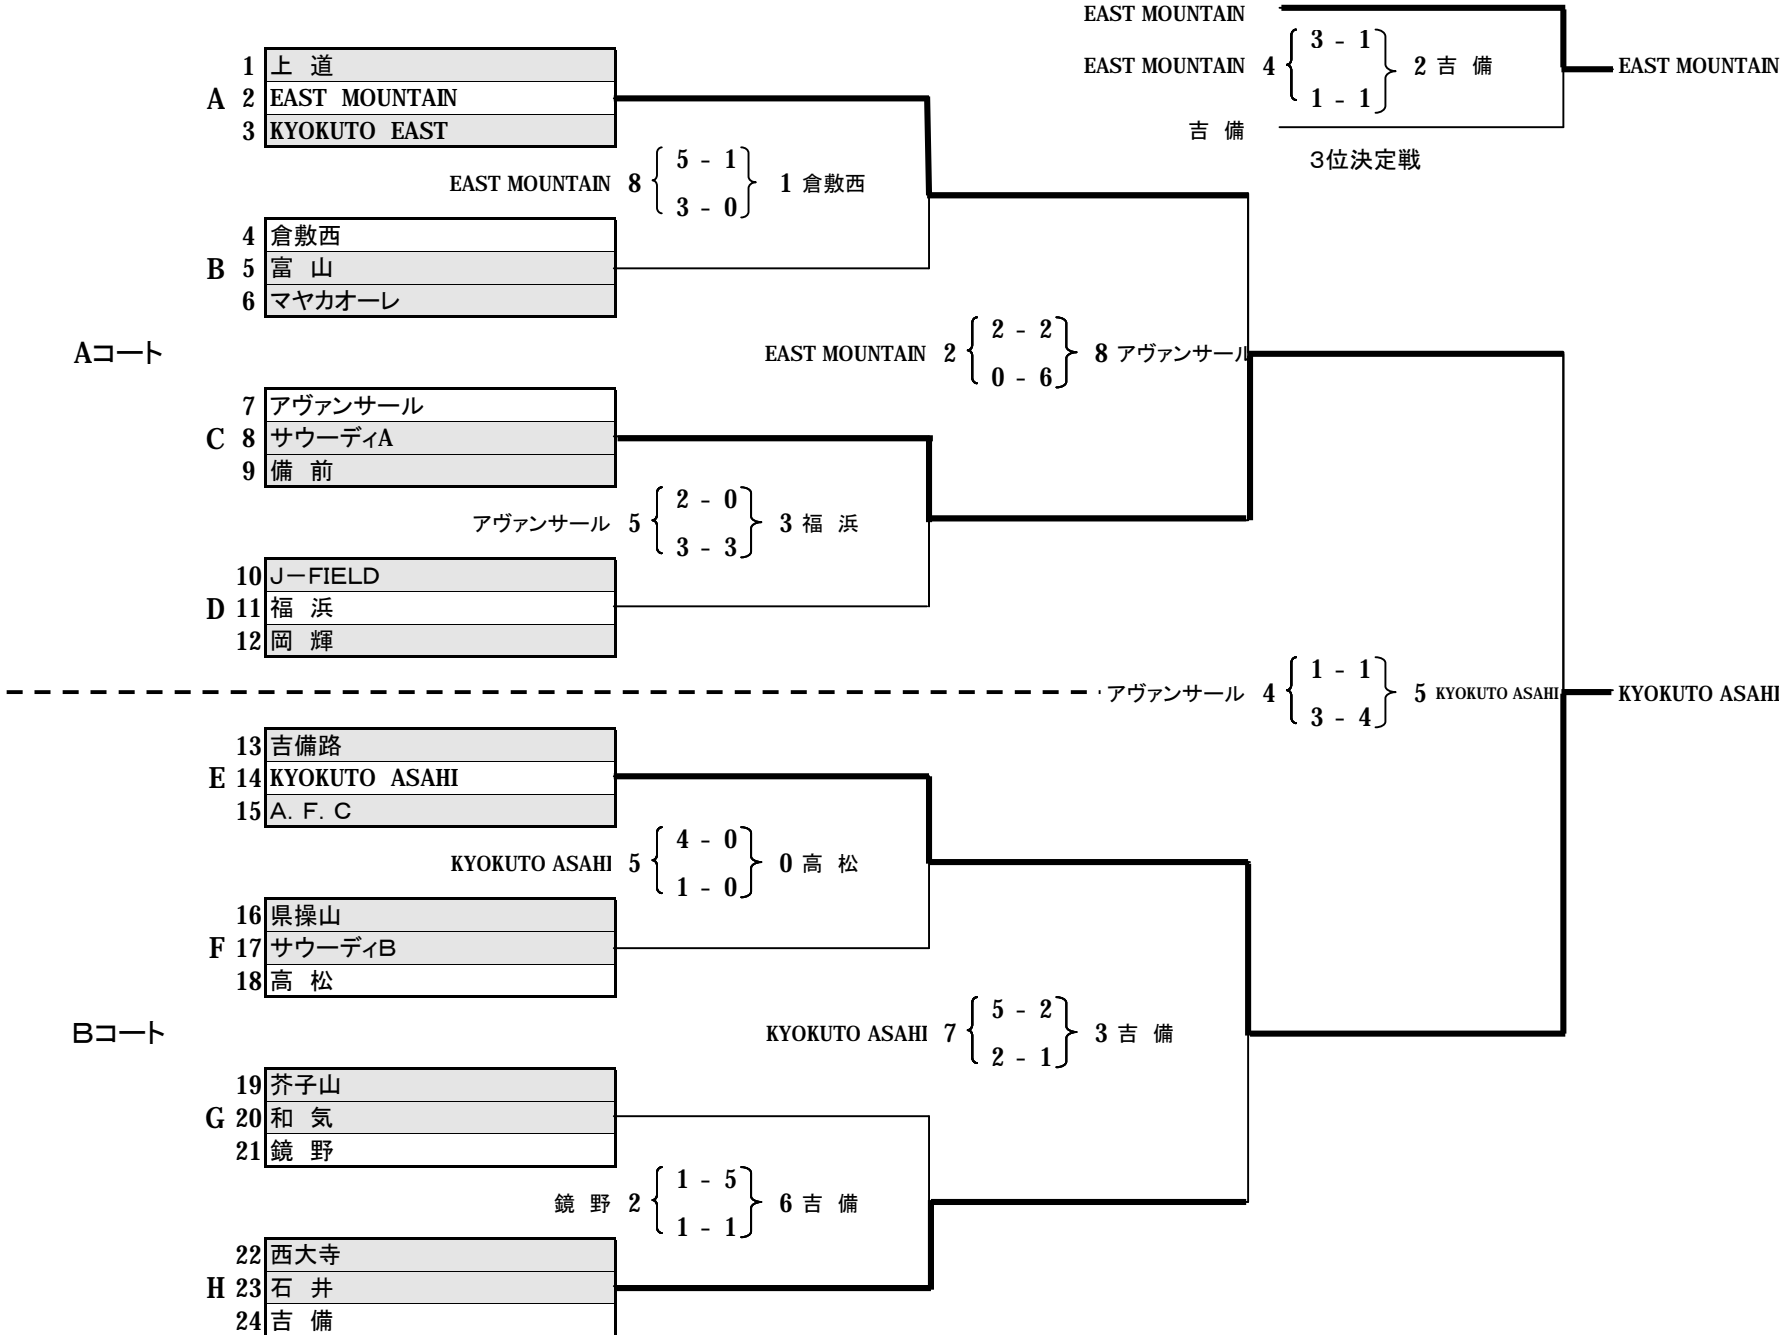 EAST MOUNTAIN
EAST MOUNTAIN 4 3 - 1 2 吉 備 EAST MOUNTAIN
1 - 1
吉 備
3位決定戦
1 上 道
A 2 EAST MOUNTAIN
3 KYOKUTO EAST
EAST MOUNTAIN 8 5 - 1 1 倉敷西
3 - 0
4 倉敷西
B 5 富 山
6 マヤカオーレ
Aコート
EAST MOUNTAIN 2 2 - 2 8 アヴァンサール
0 - 6
7 アヴァンサール
C 8 サウーディA
9 備 前
アヴァンサール 5 2 - 0 3 福 浜
3 - 3
10 J－FIELD
D 11 福 浜
12 岡 輝
アヴァンサール 4 1 - 1 5 KYOKUTO ASAHI KYOKUTO ASAHI
3 - 4
13 吉備路
E 14 KYOKUTO ASAHI
15 A．F．C
KYOKUTO ASAHI 5 4 - 0 0 高 松
1 - 0
16 県操山
F 17 サウーディB
18 高 松
Bコート
KYOKUTO ASAHI 7 5 - 2 3 吉 備
2 - 1
19 芥子山
G 20 和 気
21 鏡 野
鏡 野 2 1 - 5 6 吉 備
1 - 1
22 西大寺
H 23 石 井
24 吉 備